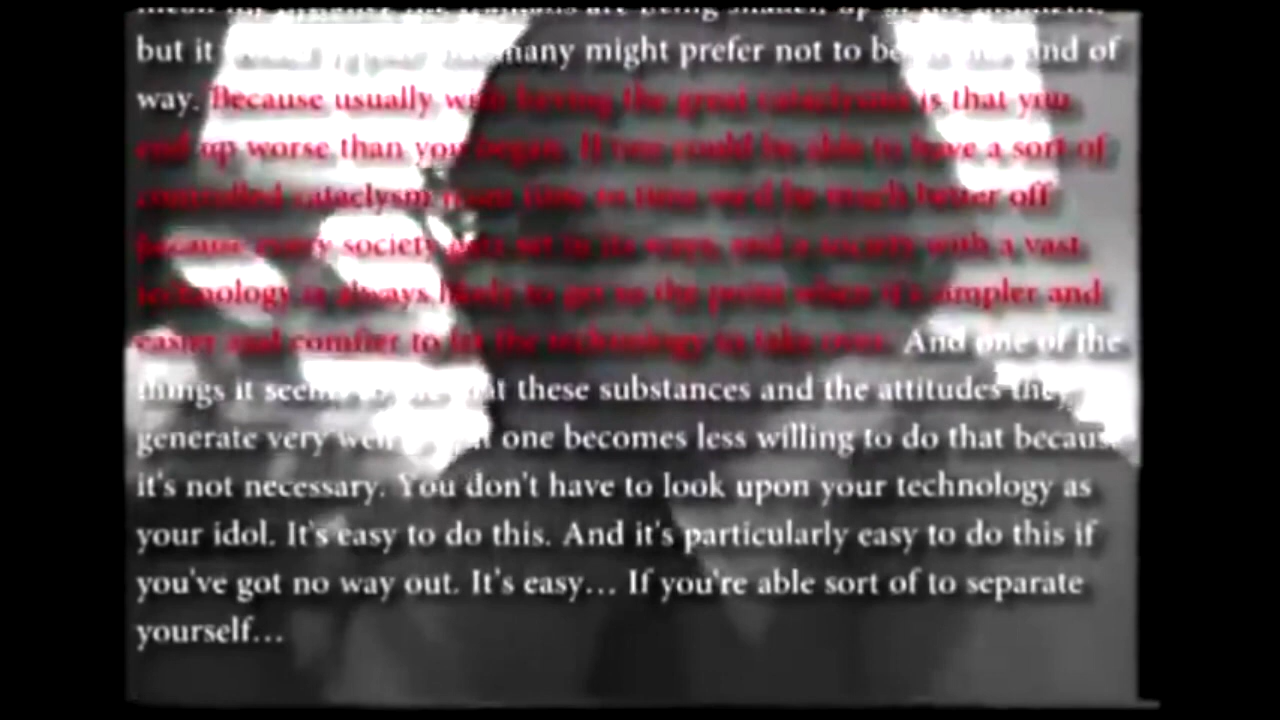 but it many might prefer not to be kind of
way. Because usually with having the great cataclysms is that you
end up worse than you began. If one could be able to have a sort of
controlled cataclysm from time to time we'd be much better off
because every society gets set in its ways, and a society with a vast
technology is always likely to get to the point when it's simpler and
easier and comfier to let the technology to take over. And one of the
things it seems that these substances and the attitudes they
generate very well is that one becomes less willing to do that because
it's not necessary. You don't have to look upon your technology as
your idol. It's easy to do this. And it's particularly easy to do this if
you've got no way out. It's easy... If you're able sort of to separate
yourself...